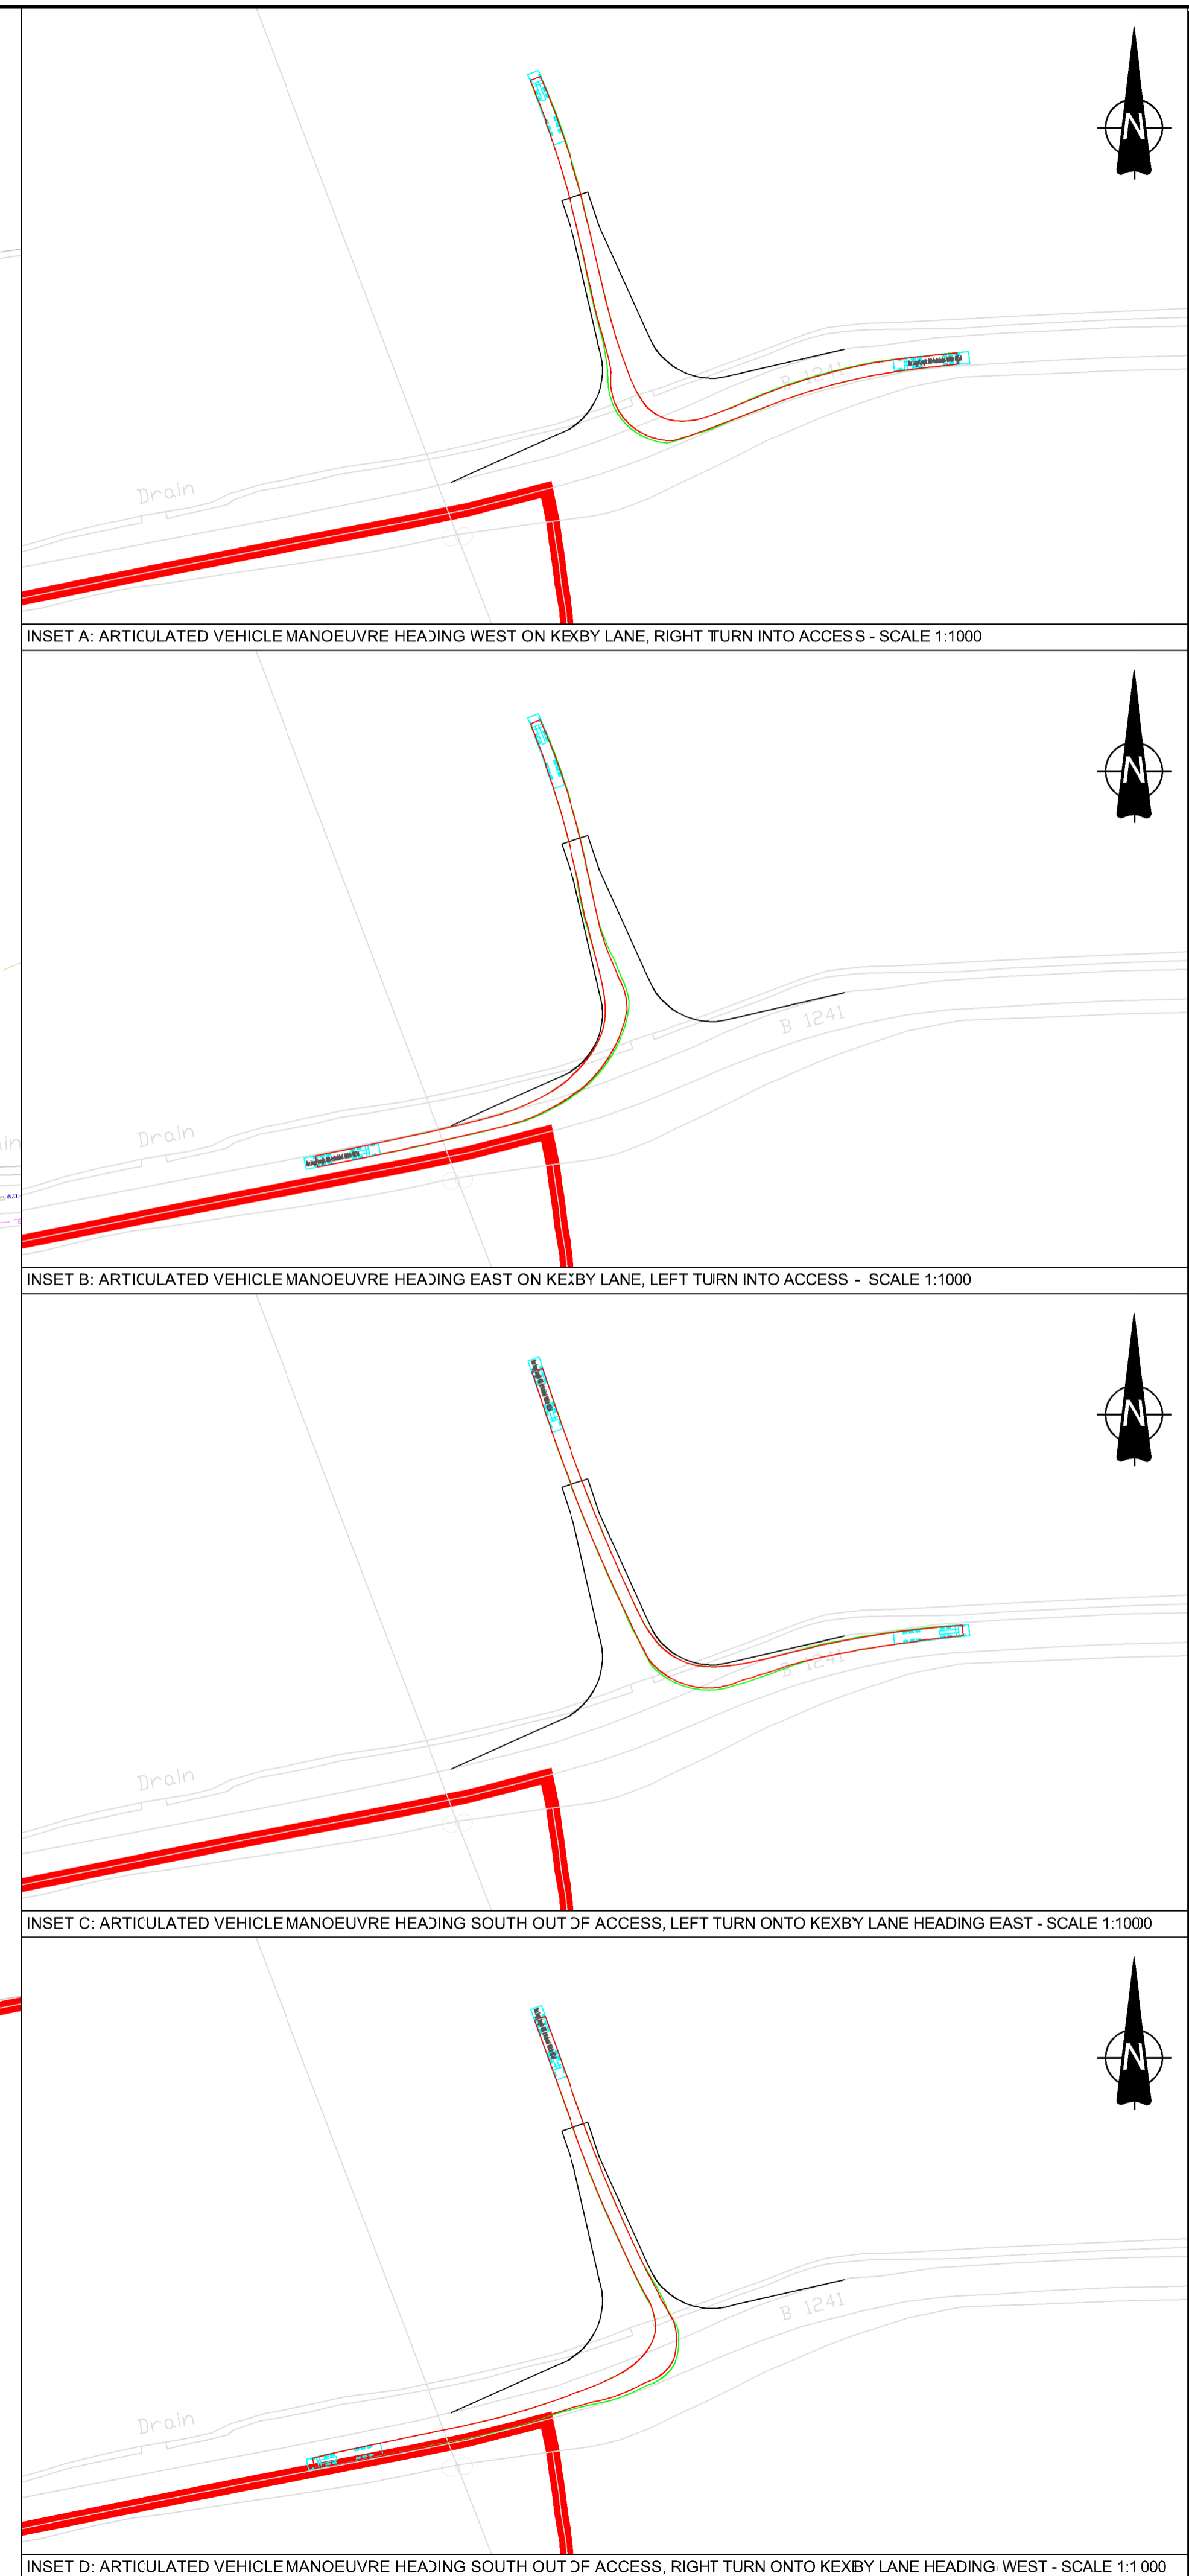 N
B 1241
Drain
INSET A: ARTICULATED VEHICLE MANOEUVRE HEADING WEST ON KEXBY LANE, RIGHT TURN INTO ACCESS - SCALE 1:1000
N
B 1241
Drain
INSET B: ARTICULATED VEHICLE MANOEUVRE HEADING EAST ON KEXBY LANE, LEFT TURN INTO ACCESS - SCALE 1:1000
N
B 1241
Drain
INSET C: ARTICULATED VEHICLE MANOEUVRE HEADING SOUTH OUT OF ACCESS, LEFT TURN ONTO KEXBY LANE HEADING EAST - SCALE 1:1000
N
B 1241
Drain
INSET D: ARTICULATED VEHICLE MANOEUVRE HEADING SOUTH OUT OF ACCESS, RIGHT TURN ONTO KEXBY LANE HEADING WEST - SCALE 1:1000